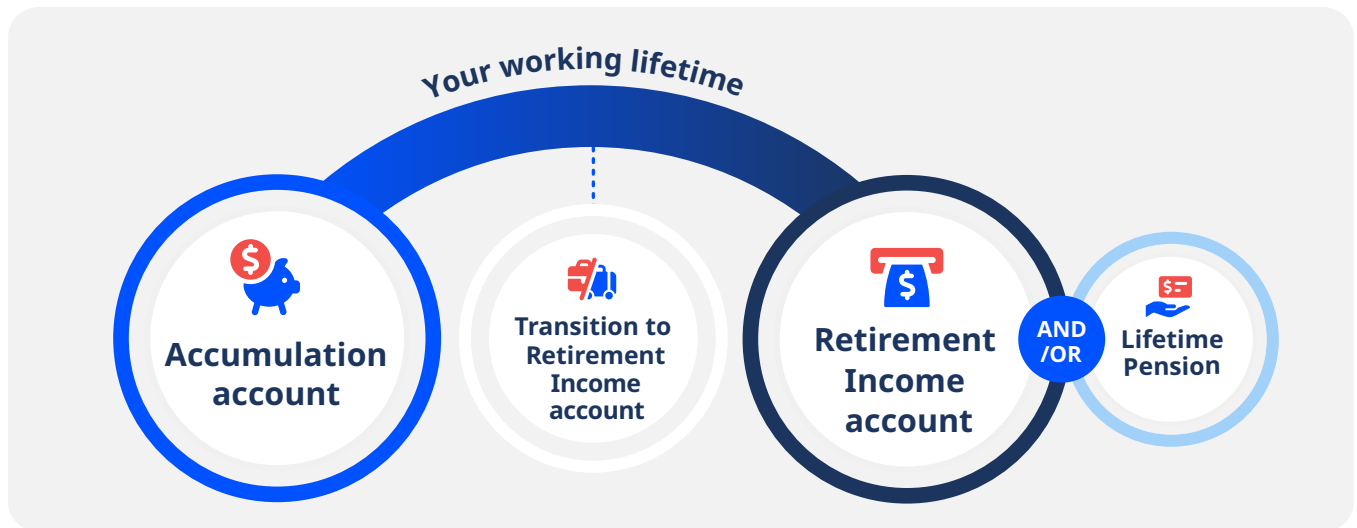 Your working lifetime
Accumulation
account
Transition to
Retirement
Income
account
Retirement
Income
account
AND
/OR
Lifetime
Pension
$
$
$